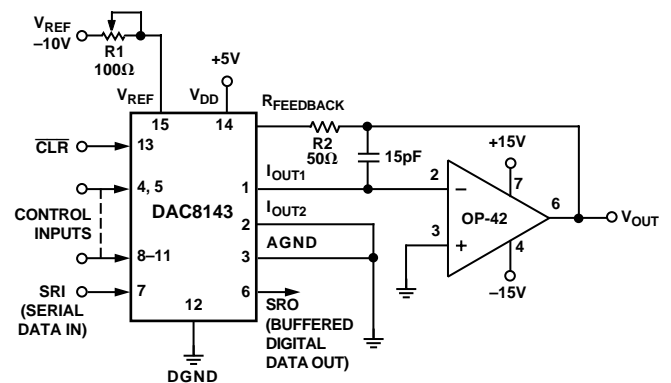 VREF
–10V
R1
100Ω
+5V
VREF
VDD
RFEEDBACK
15
14
R2
50Ω
15pF
+15V
CLR
13
IOUT1
2
7
–
6
4, 5
1
DAC8143
IOUT2
OP-42
VOUT
CONTROL
INPUTS
2
3
+
AGND
4
8–11
3
–15V
SRI
(SERIAL
DATA IN)
7
12
6
SRO
(BUFFERED
DIGITAL
DATA OUT)
DGND